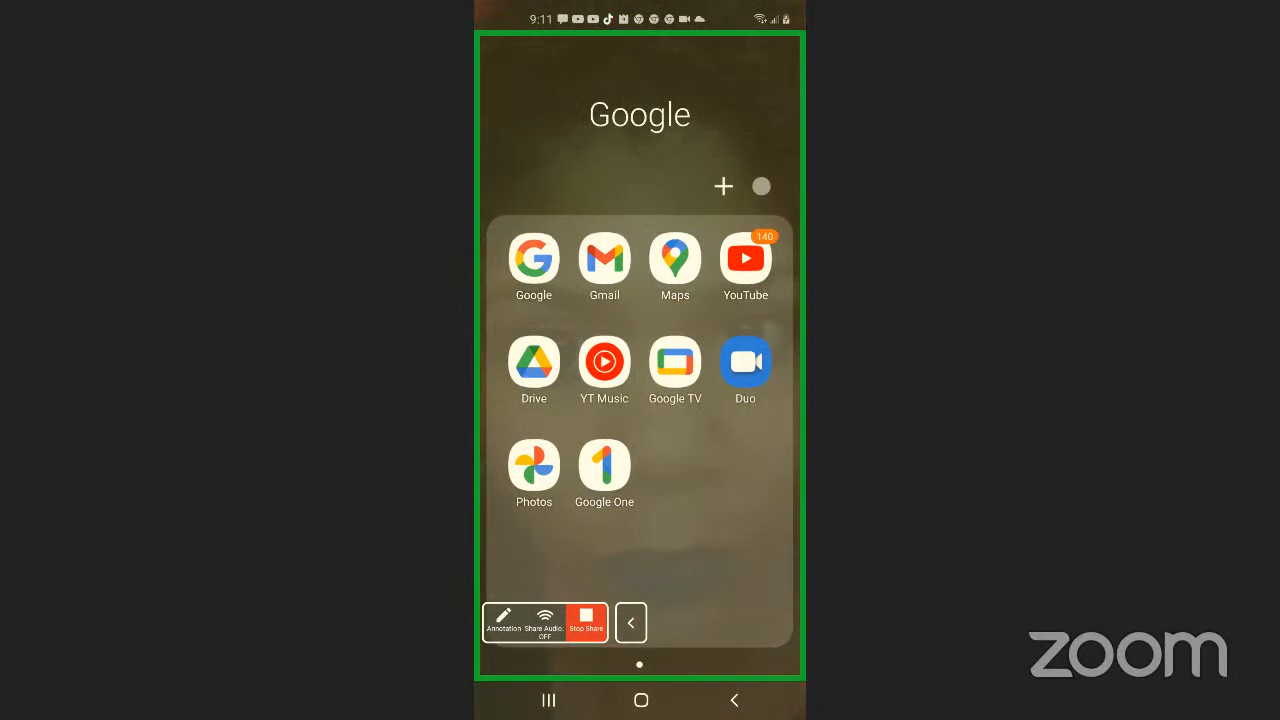 9:11
Google
140
Google Gmail Maps YouTube
Drive YT Music Google TV Duo
Photos Google One
Annotation Share Audio: OFF Stop Share
zoom